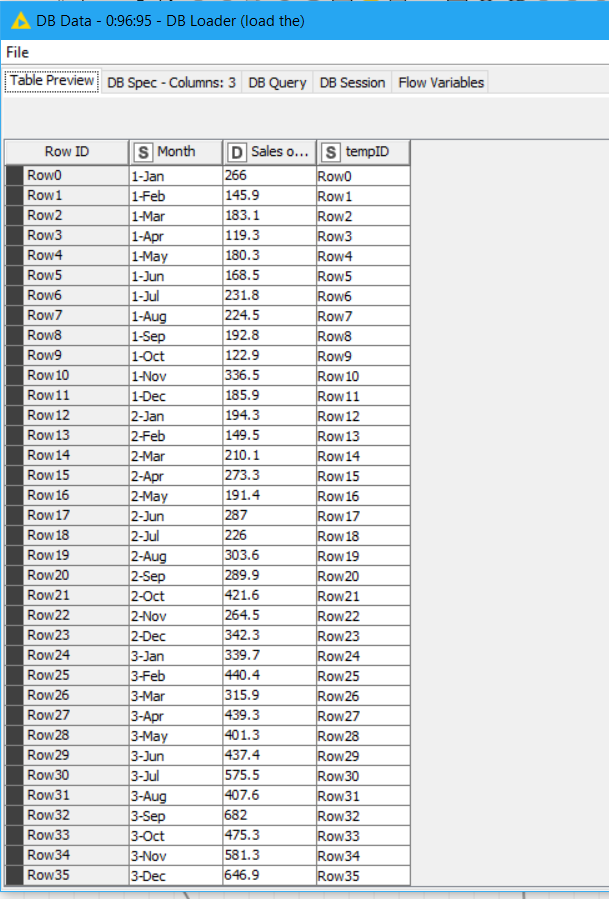 DB Data - 0:96:95 - DB Loader (load the)
File
Table Preview DB Spec - Columns: 3 DB Query DB Session Flow Variables
Row ID S Month D Sales o... S tempID
Row0 1-Jan 266 Row0
Row1 1-Feb 145.9 Row1
Row2 1-Mar 183.1 Row2
Row3 1-Apr 119.3 Row3
Row4 1-May 180.3 Row4
Row5 1-Jun 168.5 Row5
Row6 1-Jul 231.8 Row6
Row7 1-Aug 224.5 Row7
Row8 1-Sep 192.8 Row8
Row9 1-Oct 122.9 Row9
Row10 1-Nov 336.5 Row10
Row11 1-Dec 185.9 Row11
Row12 2-Jan 194.3 Row12
Row13 2-Feb 149.5 Row13
Row14 2-Mar 210.1 Row14
Row15 2-Apr 273.3 Row15
Row16 2-May 191.4 Row16
Row17 2-Jun 287 Row17
Row18 2-Jul 226 Row18
Row19 2-Aug 303.6 Row19
Row20 2-Sep 289.9 Row20
Row21 2-Oct 421.6 Row21
Row22 2-Nov 264.5 Row22
Row23 2-Dec 342.3 Row23
Row24 3-Jan 339.7 Row24
Row25 3-Feb 440.4 Row25
Row26 3-Mar 315.9 Row26
Row27 3-Apr 439.3 Row27
Row28 3-May 401.3 Row28
Row29 3-Jun 437.4 Row29
Row30 3-Jul 575.5 Row30
Row31 3-Aug 407.6 Row31
Row32 3-Sep 682 Row32
Row33 3-Oct 475.3 Row33
Row34 3-Nov 581.3 Row34
Row35 3-Dec 646.9 Row35